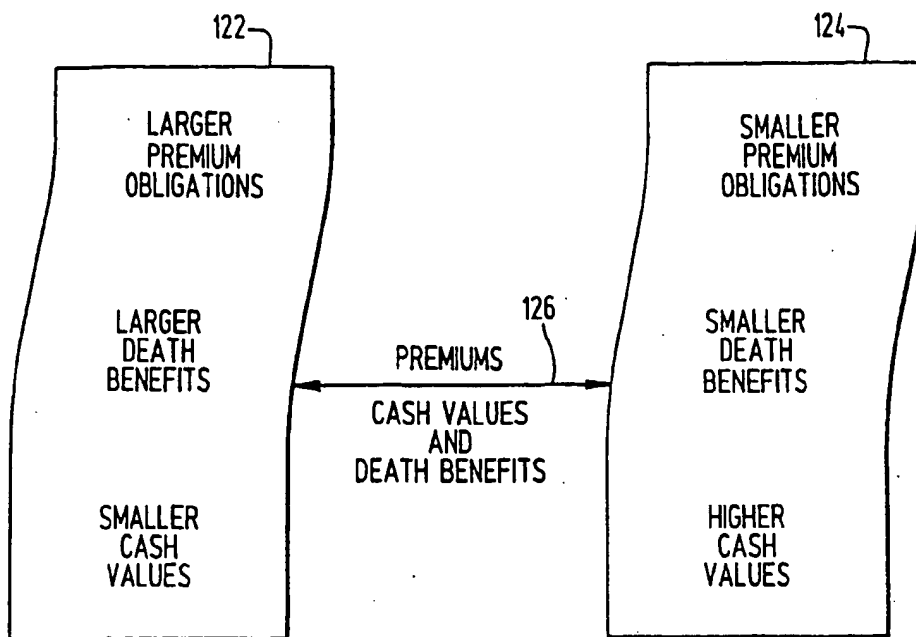 122
124
LARGER
PREMIUM
OBLIGATIONS
SMALLER
PREMIUM
OBLIGATIONS
LARGER
DEATH
BENEFITS
126
PREMIUMS
CASH VALUES
AND
DEATH BENEFITS
SMALLER
DEATH
BENEFITS
SMALLER
CASH
VALUES
HIGHER
CASH
VALUES